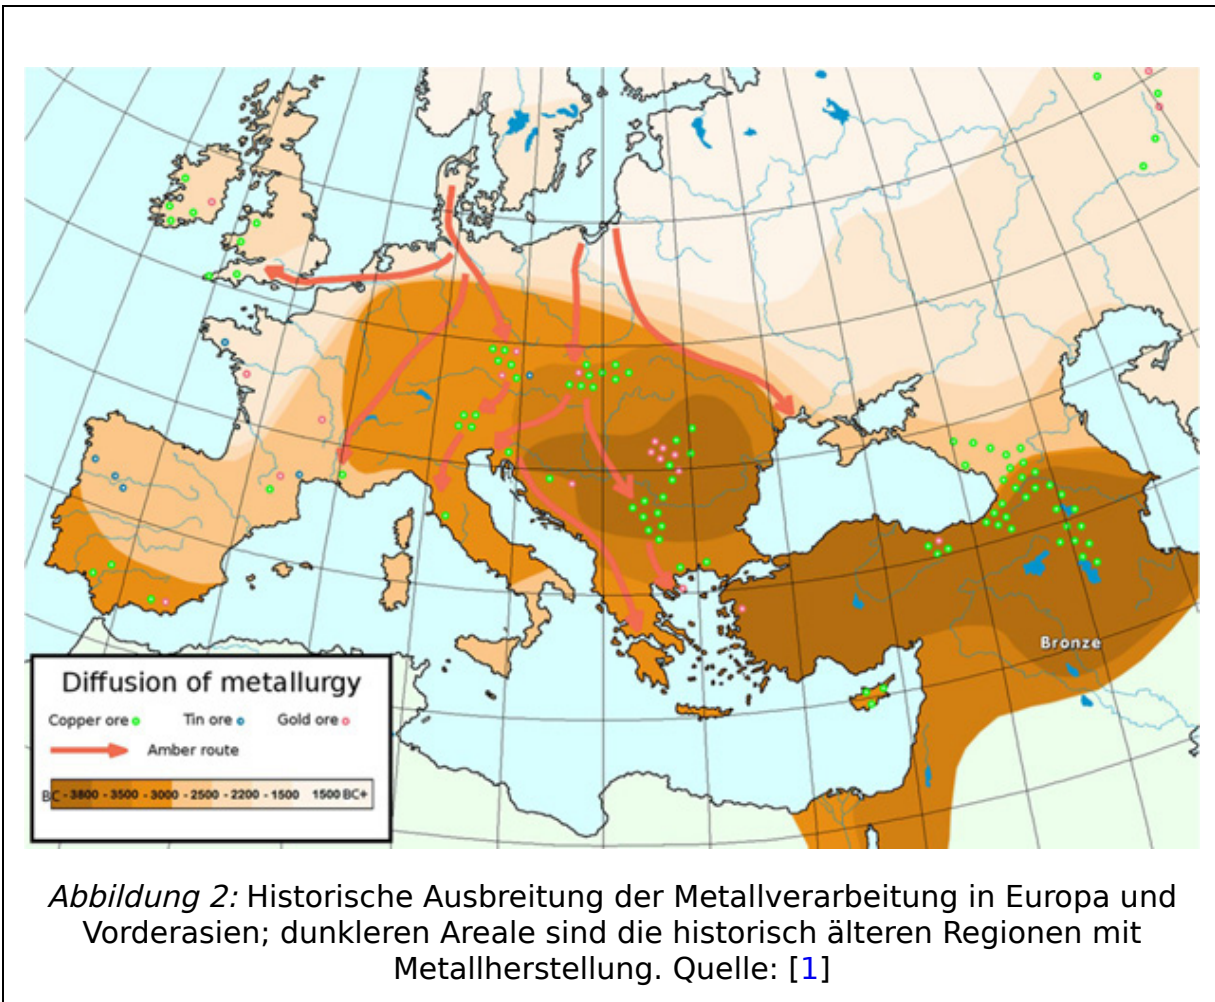 Bronze
Diffusion of metallurgy
Copper ore Tin ore Gold ore
Amber route
BC - 3800 - 3500 - 3000 - 2500 - 2200 - 1500 1500 BC+
Abbildung 2: Historische Ausbreitung der Metallverarbeitung in Europa und
Vorderasien; dunkleren Areale sind die historisch älteren Regionen mit
Metallherstellung. Quelle: [1]